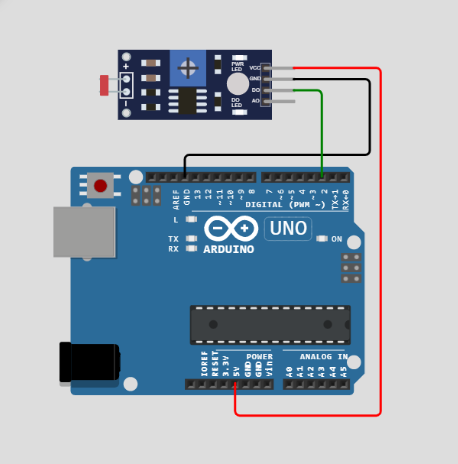 +
PWR
LED
VCC
GND
DO
AO
DO
LED
−
AREF
GND
13
12
~11
~10
~9
8
7
~6
~5
4
~3
2
TX→1
RX←0
DIGITAL (PWM ~)
L
TX
RX
UNO
ARDUINO
ON
IOREF
RESET
3.3V
5V
GND
GND
Vin
POWER
ANALOG IN
A0
A1
A2
A3
A4
A5